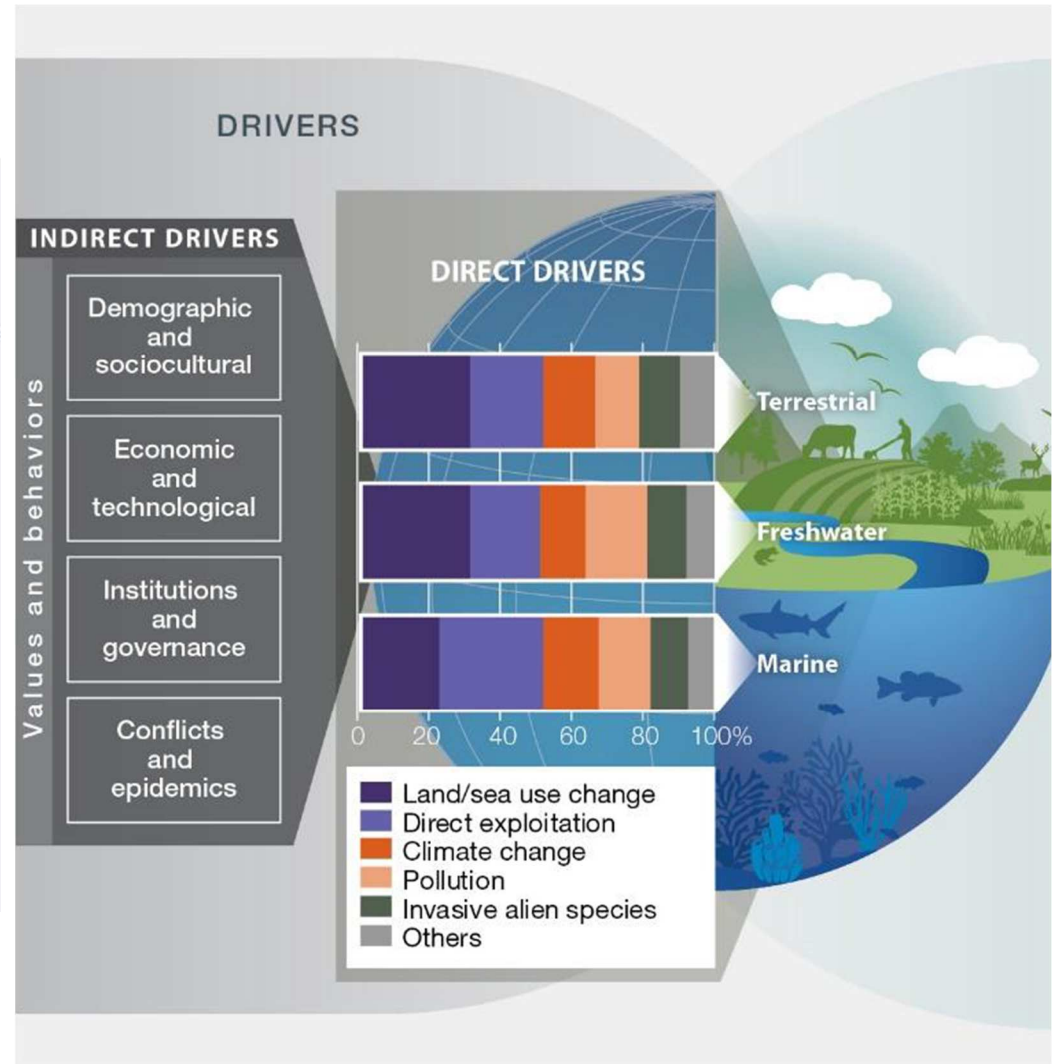 DRIVERS
INDIRECT DRIVERS
Values and behaviors
Demographic
and
sociocultural
Economic
and
technological
Institutions
and
governance
Conflicts
and
epidemics
DIRECT DRIVERS
Terrestrial
Freshwater
Marine
0 20 40 60 80 100%
Land/sea use change
Direct exploitation
Climate change
Pollution
Invasive alien species
Others